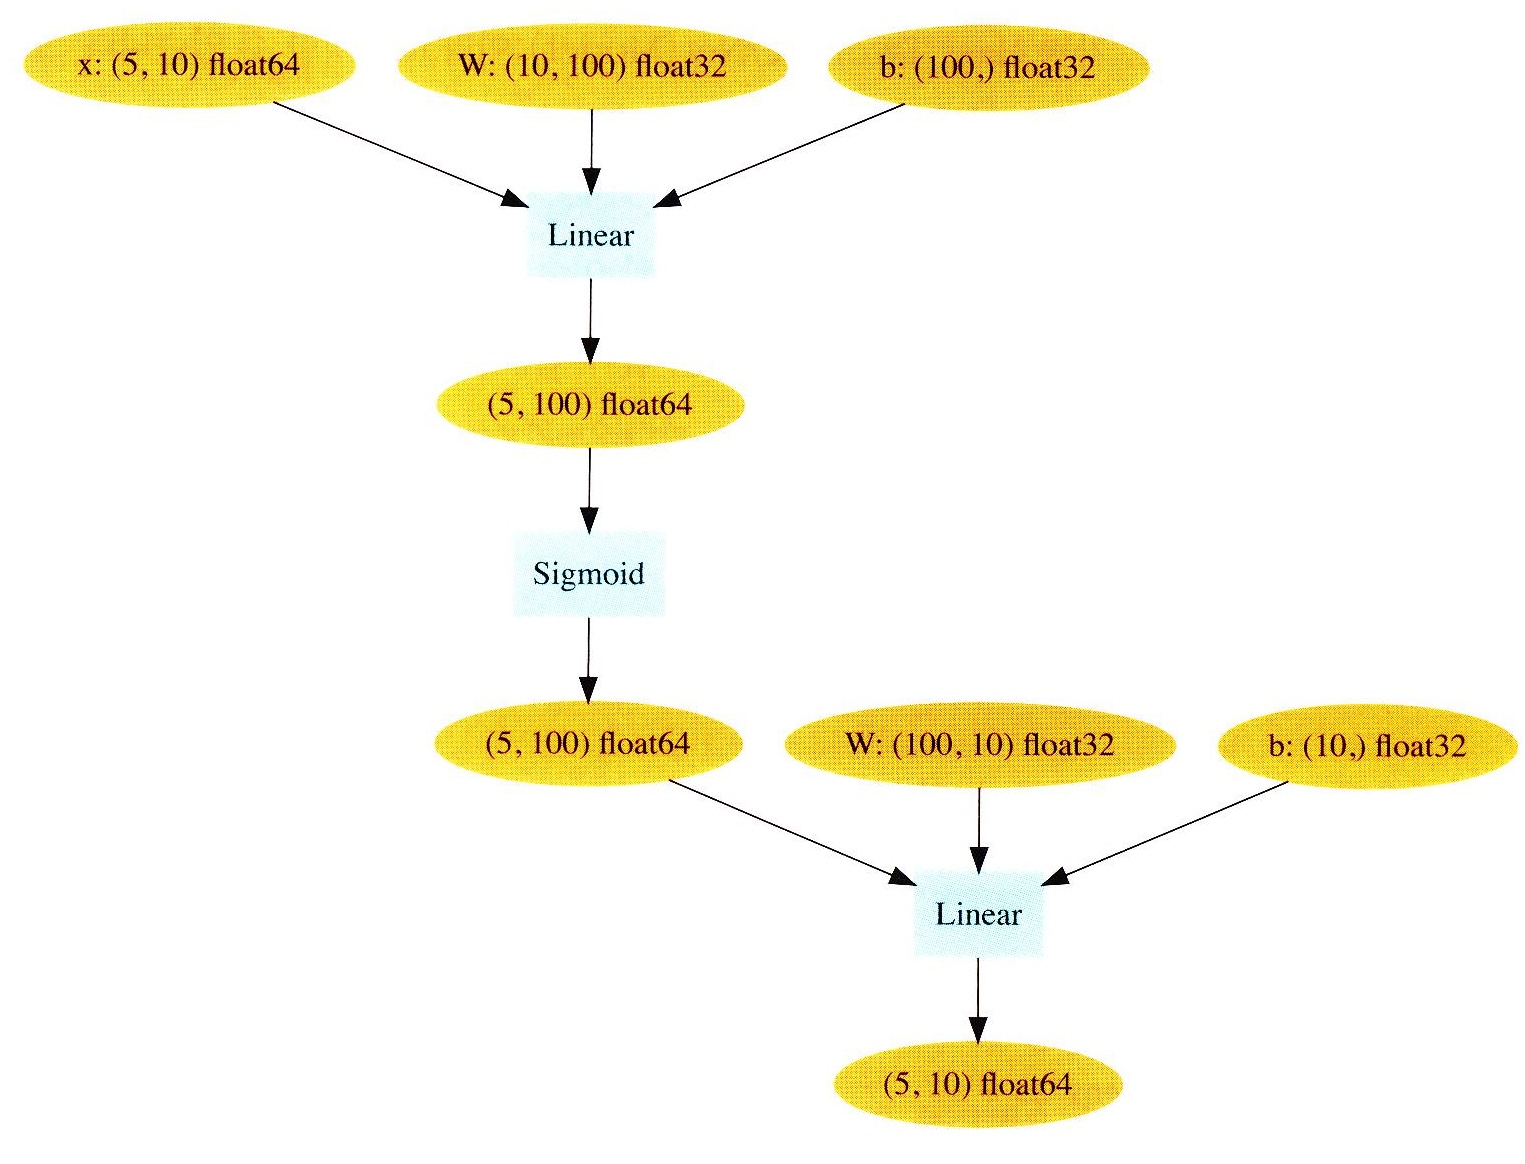 x: (5, 10) float64
W: (10, 100) float32
b: (100,) float32
Linear
(5, 100) float64
Sigmoid
(5, 100) float64
W: (100, 10) float32
b: (10,) float32
Linear
(5, 10) float64